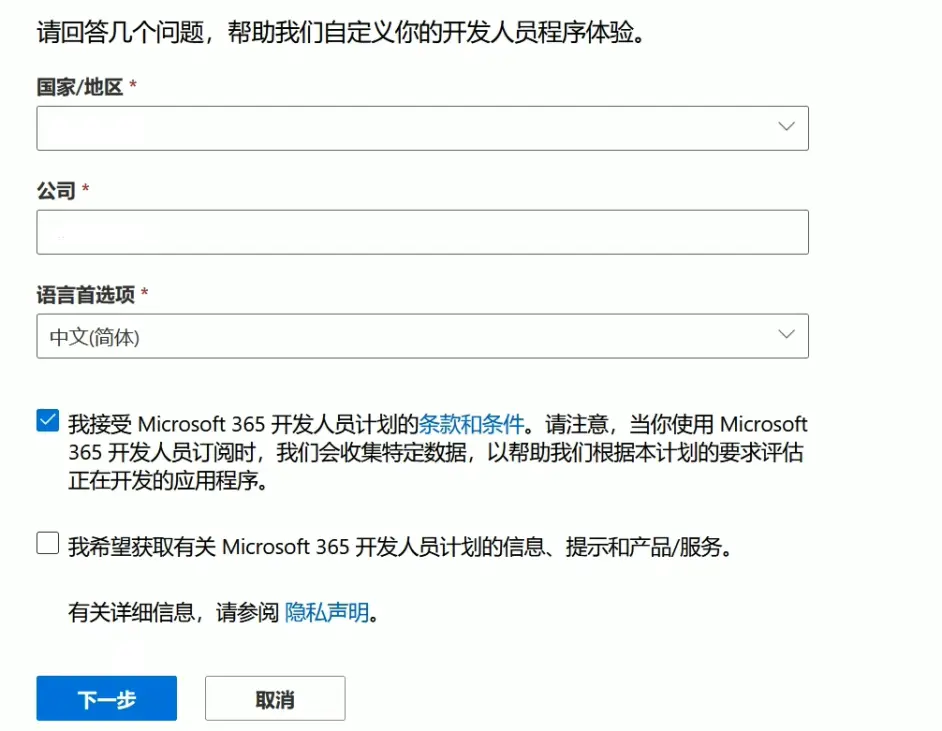 请回答几个问题，帮助我们自定义你的开发人员程序体验。
国家/地区 *
公司 *
语言首选项 *
中文(简体)
我接受 Microsoft 365 开发人员计划的条款和条件。请注意，当你使用 Microsoft
365 开发人员订阅时，我们会收集特定数据，以帮助我们根据本计划的要求评估
正在开发的应用程序。
我希望获取有关 Microsoft 365 开发人员计划的信息、提示和产品/服务。
有关详细信息，请参阅 隐私声明。
下一步 取消